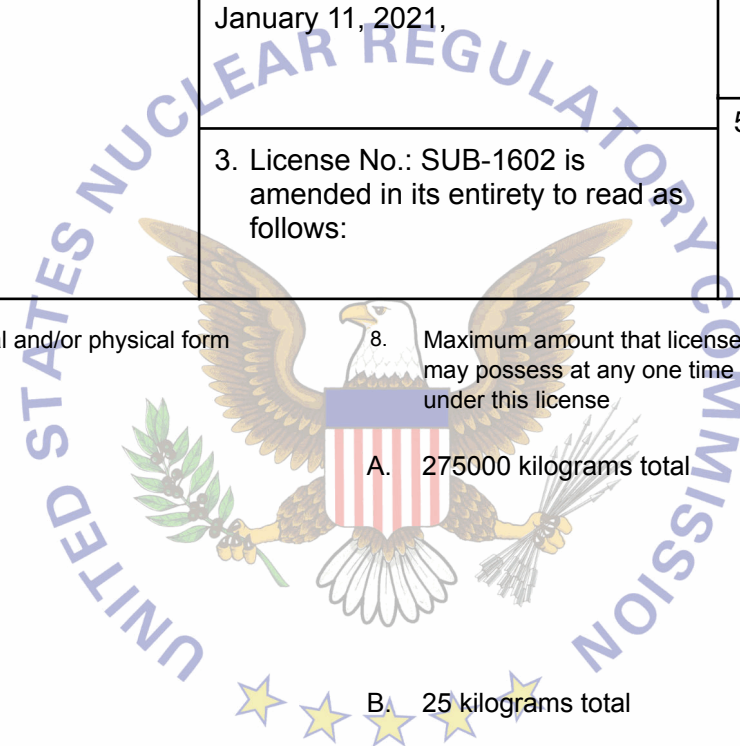 January 11, 2021,
5
3. License No.: SUB-1602 is
amended in its entirety to read as
follows:
l and/or physical form
8. Maximum amount that license
may possess at any one time
under this license
A. 275000 kilograms total
B. 25 kilograms total
UNITED STATES NUCLEAR REGULATORY COMMISSION